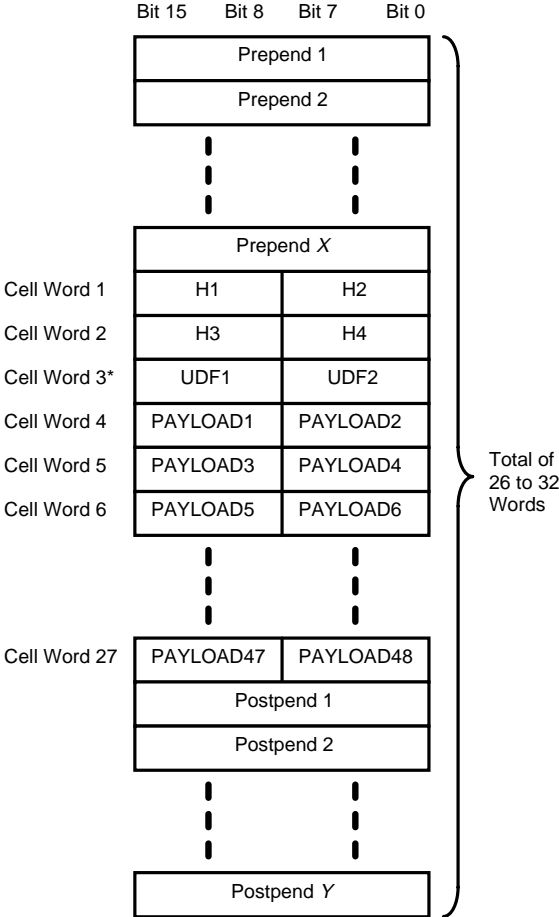 Bit 15 Bit 8 Bit 7 Bit 0
Prepend 1
Prepend 2
Prepend X
Cell Word 1 H1 H2
Cell Word 2 H3 H4
Cell Word 3* UDF1 UDF2
Cell Word 4 PAYLOAD1 PAYLOAD2
Cell Word 5 PAYLOAD3 PAYLOAD4
Cell Word 6 PAYLOAD5 PAYLOAD6
Total of
26 to 32
Words
Cell Word 27 PAYLOAD47 PAYLOAD48
Postpend 1
Postpend 2
Postpend Y